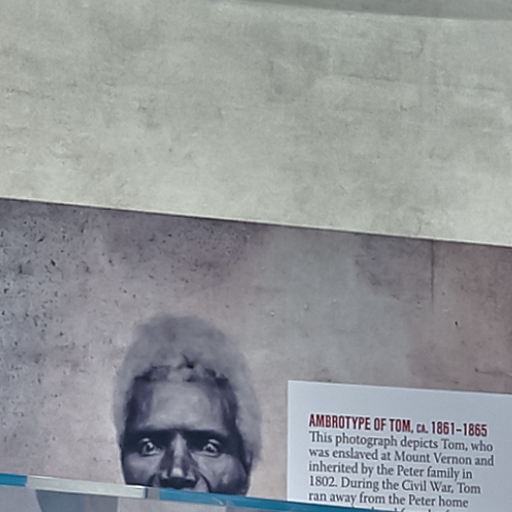 AMBROTYPE OF TOM, CA. 1861–1865
This photograph depicts Tom, who
was enslaved at Mount Vernon and
inherited by the Peter family in
1802. During the Civil War, Tom
ran away from the Peter home